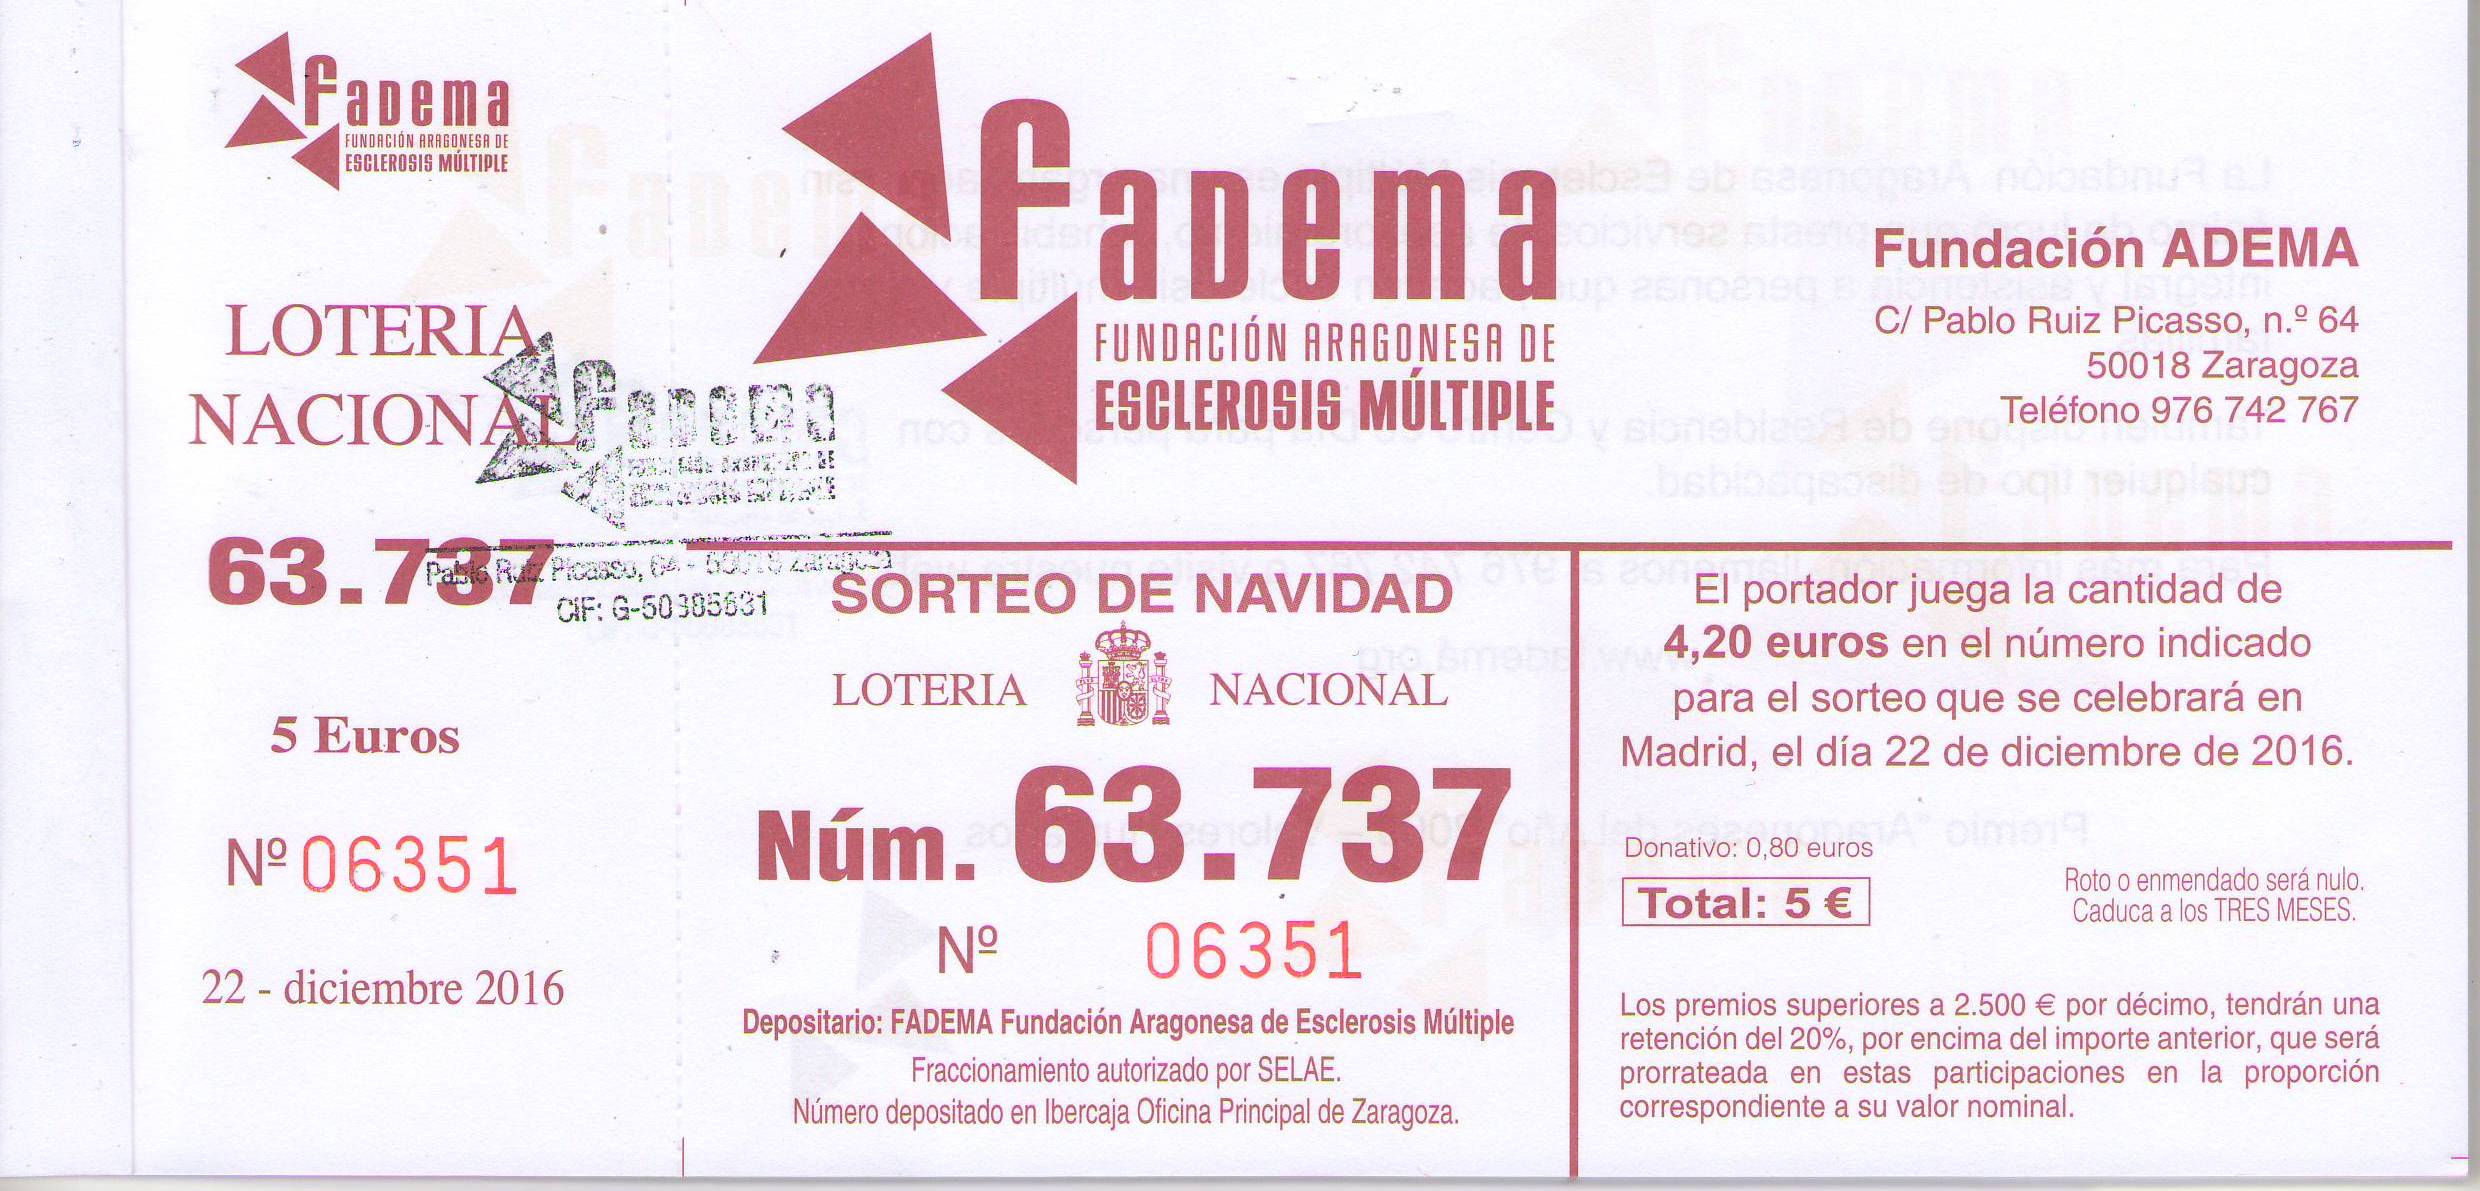 fadema
FUNDACIÓN ARAGONESA DE
ESCLEROSIS MÚLTIPLE
LOTERIA
NACIONAL
63.737
5 Euros
Nº 06351
22 - diciembre 2016
fadema
Pablo Ruiz Picasso, 64 - 50018 Zaragoza
CIF: G-50385631
fadema
FUNDACIÓN ARAGONESA DE
ESCLEROSIS MÚLTIPLE
Fundación ADEMA
C/ Pablo Ruiz Picasso, n.º 64
50018 Zaragoza
Teléfono 976 742 767
SORTEO DE NAVIDAD
LOTERIA NACIONAL
Núm. 63.737
Nº 06351
Depositario: FADEMA Fundación Aragonesa de Esclerosis Múltiple
Fraccionamiento autorizado por SELAE.
Número depositado en Ibercaja Oficina Principal de Zaragoza.
El portador juega la cantidad de
4,20 euros en el número indicado
para el sorteo que se celebrará en
Madrid, el día 22 de diciembre de 2016.
Donativo: 0,80 euros
Total: 5 €
Roto o enmendado será nulo.
Caduca a los TRES MESES.
Los premios superiores a 2.500 € por décimo, tendrán una
retención del 20%, por encima del importe anterior, que será
prorrateada en estas participaciones en la proporción
correspondiente a su valor nominal.